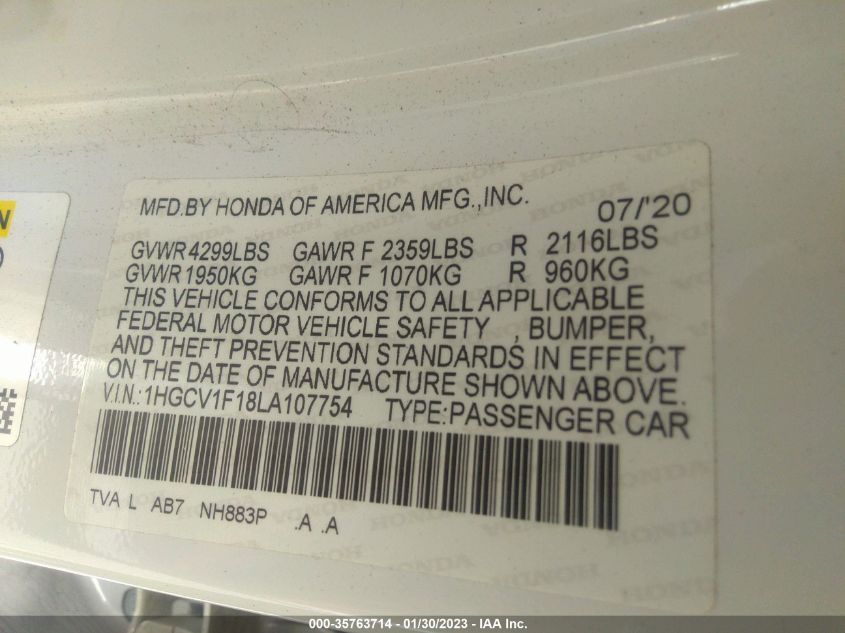 MFD.BY HONDA OF AMERICA MFG.,INC. 07/'20
GVWR 4299LBS GAWR F 2359LBS R 2116LBS
GVWR 1950KG GAWR F 1070KG R 960KG
THIS VEHICLE CONFORMS TO ALL APPLICABLE
FEDERAL MOTOR VEHICLE SAFETY , BUMPER,
AND THEFT PREVENTION STANDARDS IN EFFECT
ON THE DATE OF MANUFACTURE SHOWN ABOVE.
V.I.N.: 1HGCV1F18LA107754 TYPE:PASSENGER CAR
TVA L AB7 NH883P .A .A
N
000-35763714 - 01/30/2023 - IAA Inc.